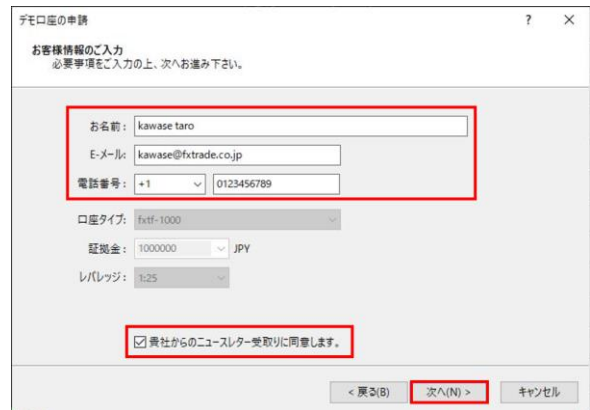 デモ口座の申請
お客様情報のご入力
必要事項をご入力の上、次へお進み下さい。
お名前： kawase taro
E-メール: kawase@fxtrade.co.jp
電話番号： +1 0123456789
口座タイプ: fxtf-1000
証拠金： 1000000 JPY
レバレッジ： 1:25
貴社からのニュースレター受取りに同意します。
< 戻る(B) 次へ(N) > キャンセル